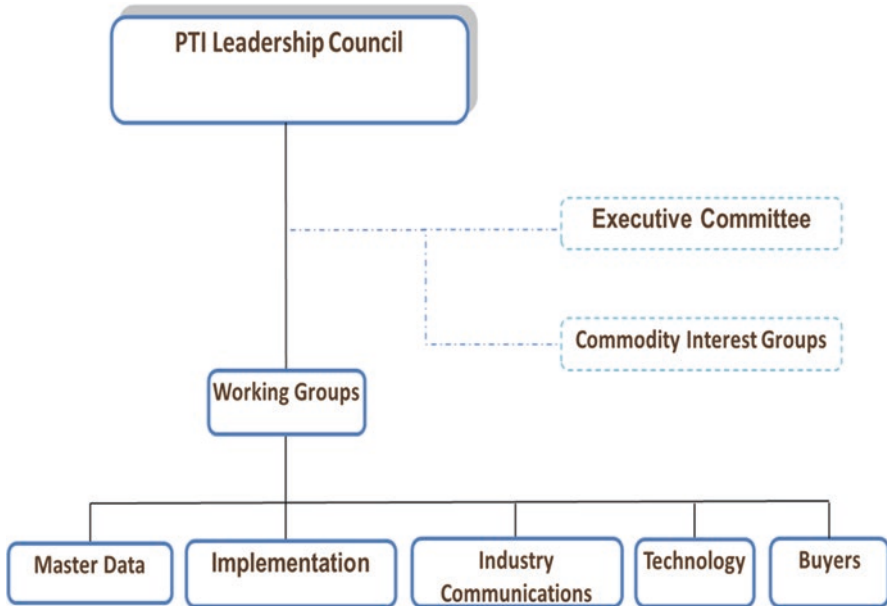 PTI Leadership Council
Executive Committee
Commodity Interest Groups
Working Groups
Master Data
Implementation
Industry
Communications
Technology
Buyers